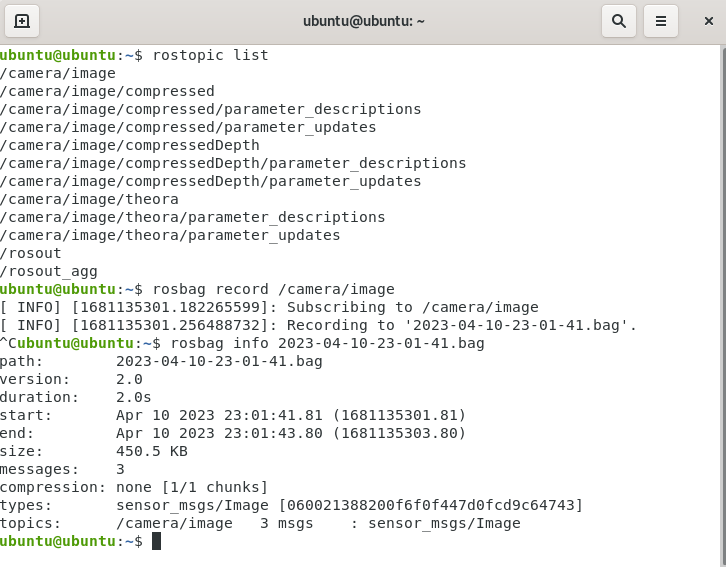 ubuntu@ubuntu: ~
ubuntu@ubuntu:~$ rostopic list
/camera/image
/camera/image/compressed
/camera/image/compressed/parameter_descriptions
/camera/image/compressed/parameter_updates
/camera/image/compressedDepth
/camera/image/compressedDepth/parameter_descriptions
/camera/image/compressedDepth/parameter_updates
/camera/image/theora
/camera/image/theora/parameter_descriptions
/camera/image/theora/parameter_updates
/rosout
/rosout_agg
ubuntu@ubuntu:~$ rosbag record /camera/image
[ INFO] [1681135301.182265599]: Subscribing to /camera/image
[ INFO] [1681135301.256488732]: Recording to '2023-04-10-23-01-41.bag'.
^Cubuntu@ubuntu:~$ rosbag info 2023-04-10-23-01-41.bag
path:        2023-04-10-23-01-41.bag
version:     2.0
duration:    2.0s
start:       Apr 10 2023 23:01:41.81 (1681135301.81)
end:         Apr 10 2023 23:01:43.80 (1681135303.80)
size:        450.5 KB
messages:    3
compression: none [1/1 chunks]
types:       sensor_msgs/Image [060021388200f6f0f447d0fcd9c64743]
topics:      /camera/image   3 msgs    : sensor_msgs/Image
ubuntu@ubuntu:~$